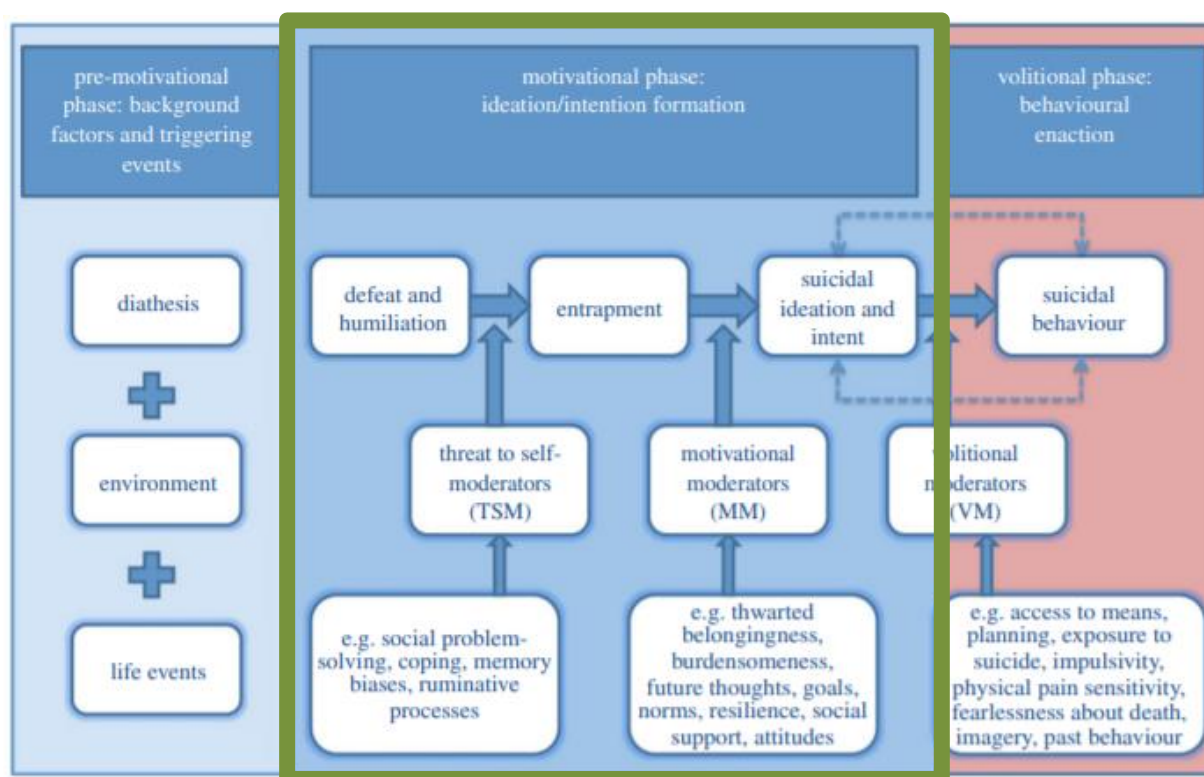 pre-motivational
phase: background
factors and triggering
events
motivational phase:
ideation/intention formation
volitional phase:
behavioural
enaction
diathesis
environment
life events
defeat and
humiliation
entrapment
suicidal
ideation and
intent
suicidal
behaviour
threat to self-
moderators
(TSM)
motivational
moderators
(MM)
olitional
moderators
(VM)
e.g. social problem-
solving, coping, memory
biases, ruminative
processes
e.g. thwarted
belongingness,
burdensomeness,
future thoughts, goals,
norms, resilience, social
support, attitudes
e.g. access to means,
planning, exposure to
suicide, impulsivity,
physical pain sensitivity,
fearlessness about death,
imagery, past behaviour